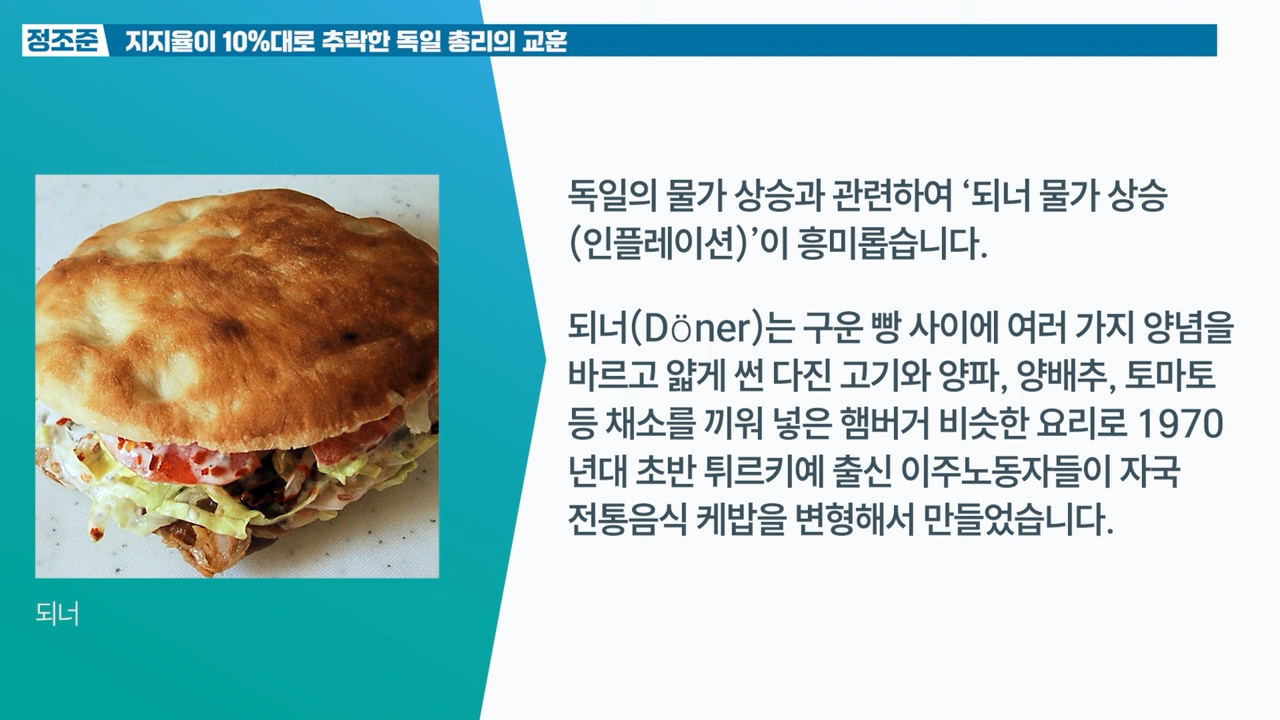 정조준 지지율이 10%대로 추락한 독일 총리의 교훈
독일의 물가 상승과 관련하여 ‘되너 물가 상승
(인플레이션)’이 흥미롭습니다.
되너(Döner)는 구운 빵 사이에 여러 가지 양념을
바르고 얇게 썬 다진 고기와 양파, 양배추, 토마토
등 채소를 끼워 넣은 햄버거 비슷한 요리로 1970
년대 초반 튀르키예 출신 이주노동자들이 자국
전통음식 케밥을 변형해서 만들었습니다.
되너